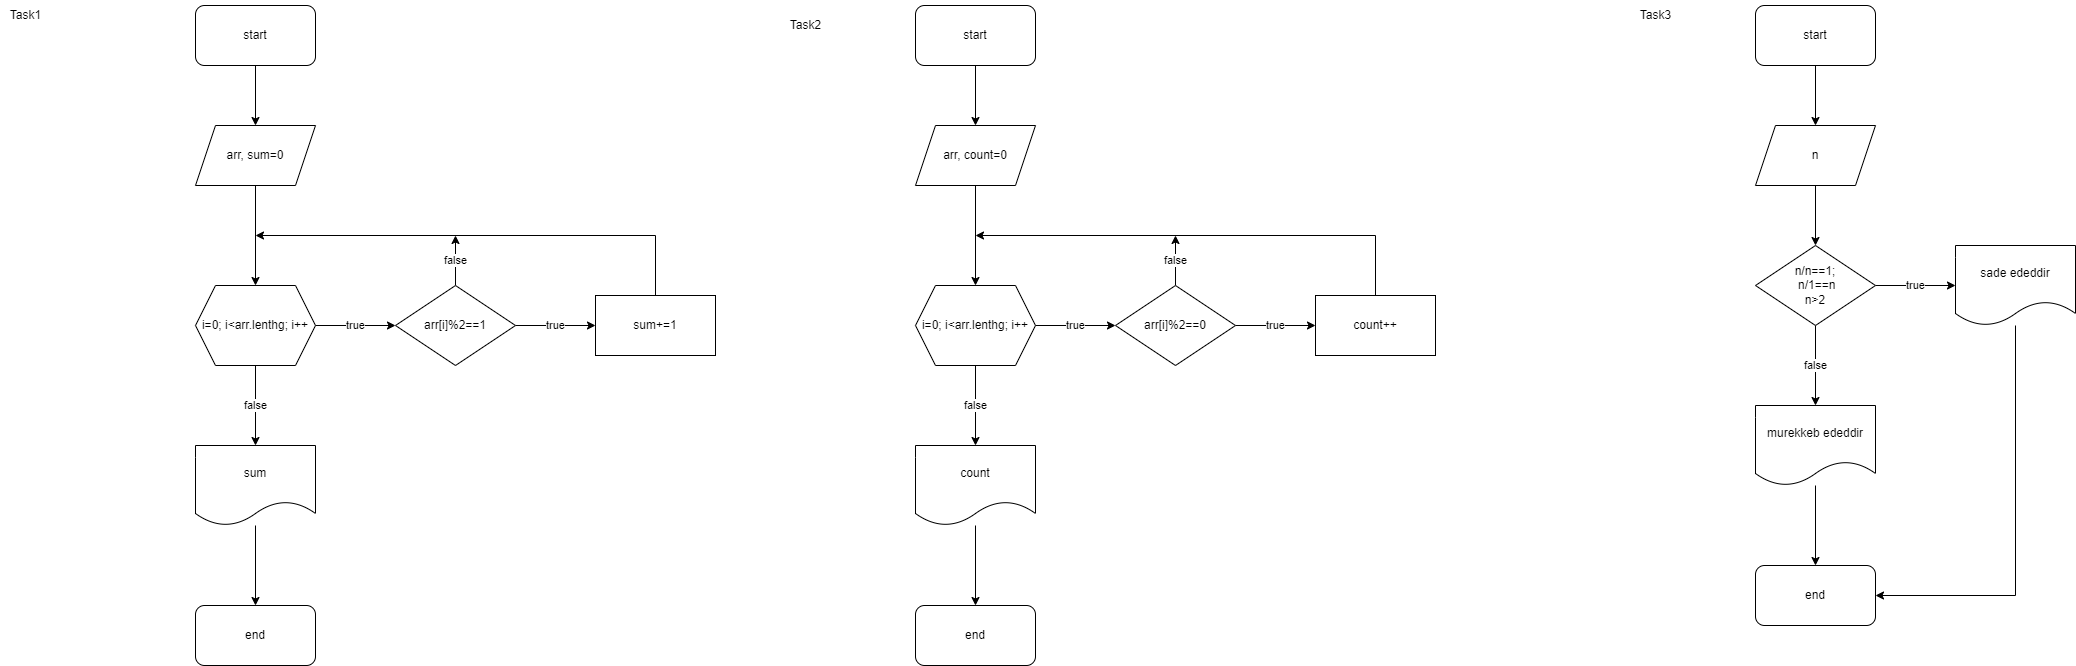 Task1
start
arr, sum=0
i=0; i<arr.lenthg; i++
true
arr[i]%2==1
false
true
sum+=1
false
sum
end
Task2
start
arr, count=0
i=0; i<arr.lenthg; i++
true
arr[i]%2==0
false
true
count++
false
count
end
Task3
start
n
n/n==1;
n/1==n
n>2
true
sade ededdir
false
murekkeb ededdir
end